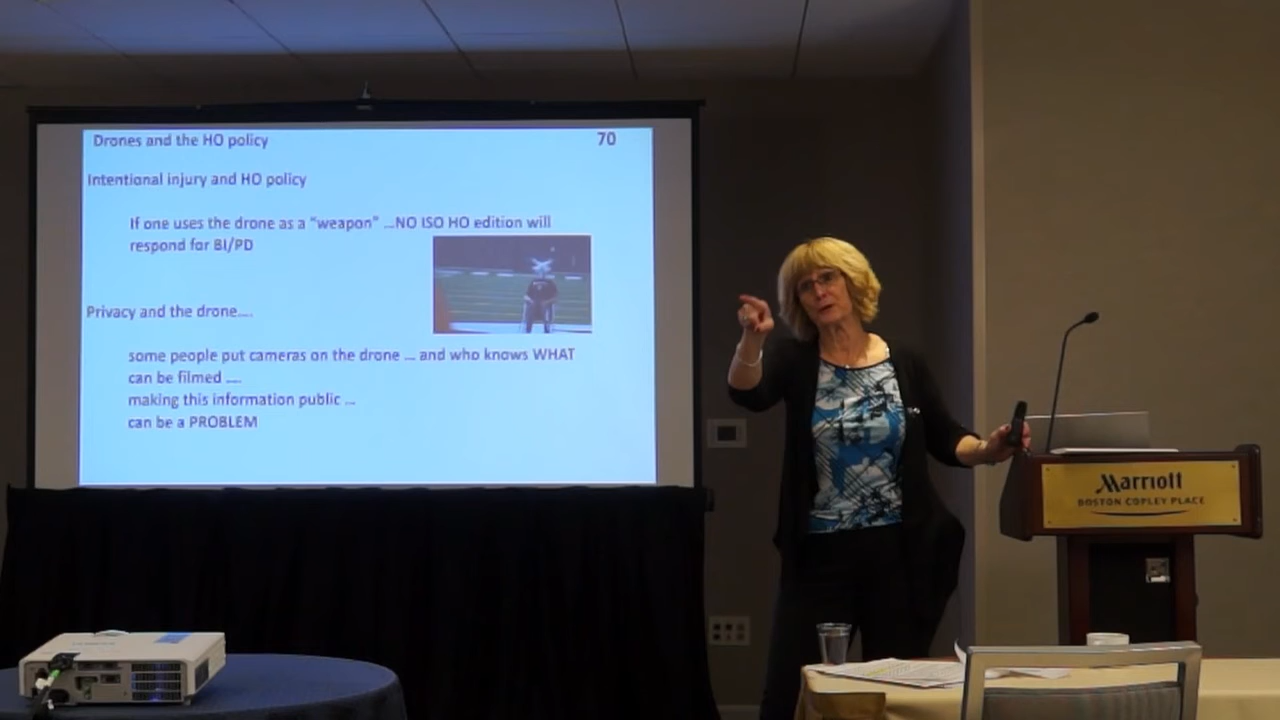 Drones and the HO policy 70
Intentional injury and HO policy
If one uses the drone as a “weapon” ...NO ISO HO edition will
respond for BI/PD
Privacy and the drone....
some people put cameras on the drone ... and who knows WHAT
can be filmed ....
making this information public ...
can be a PROBLEM
Marriott
BOSTON COPLEY PLACE